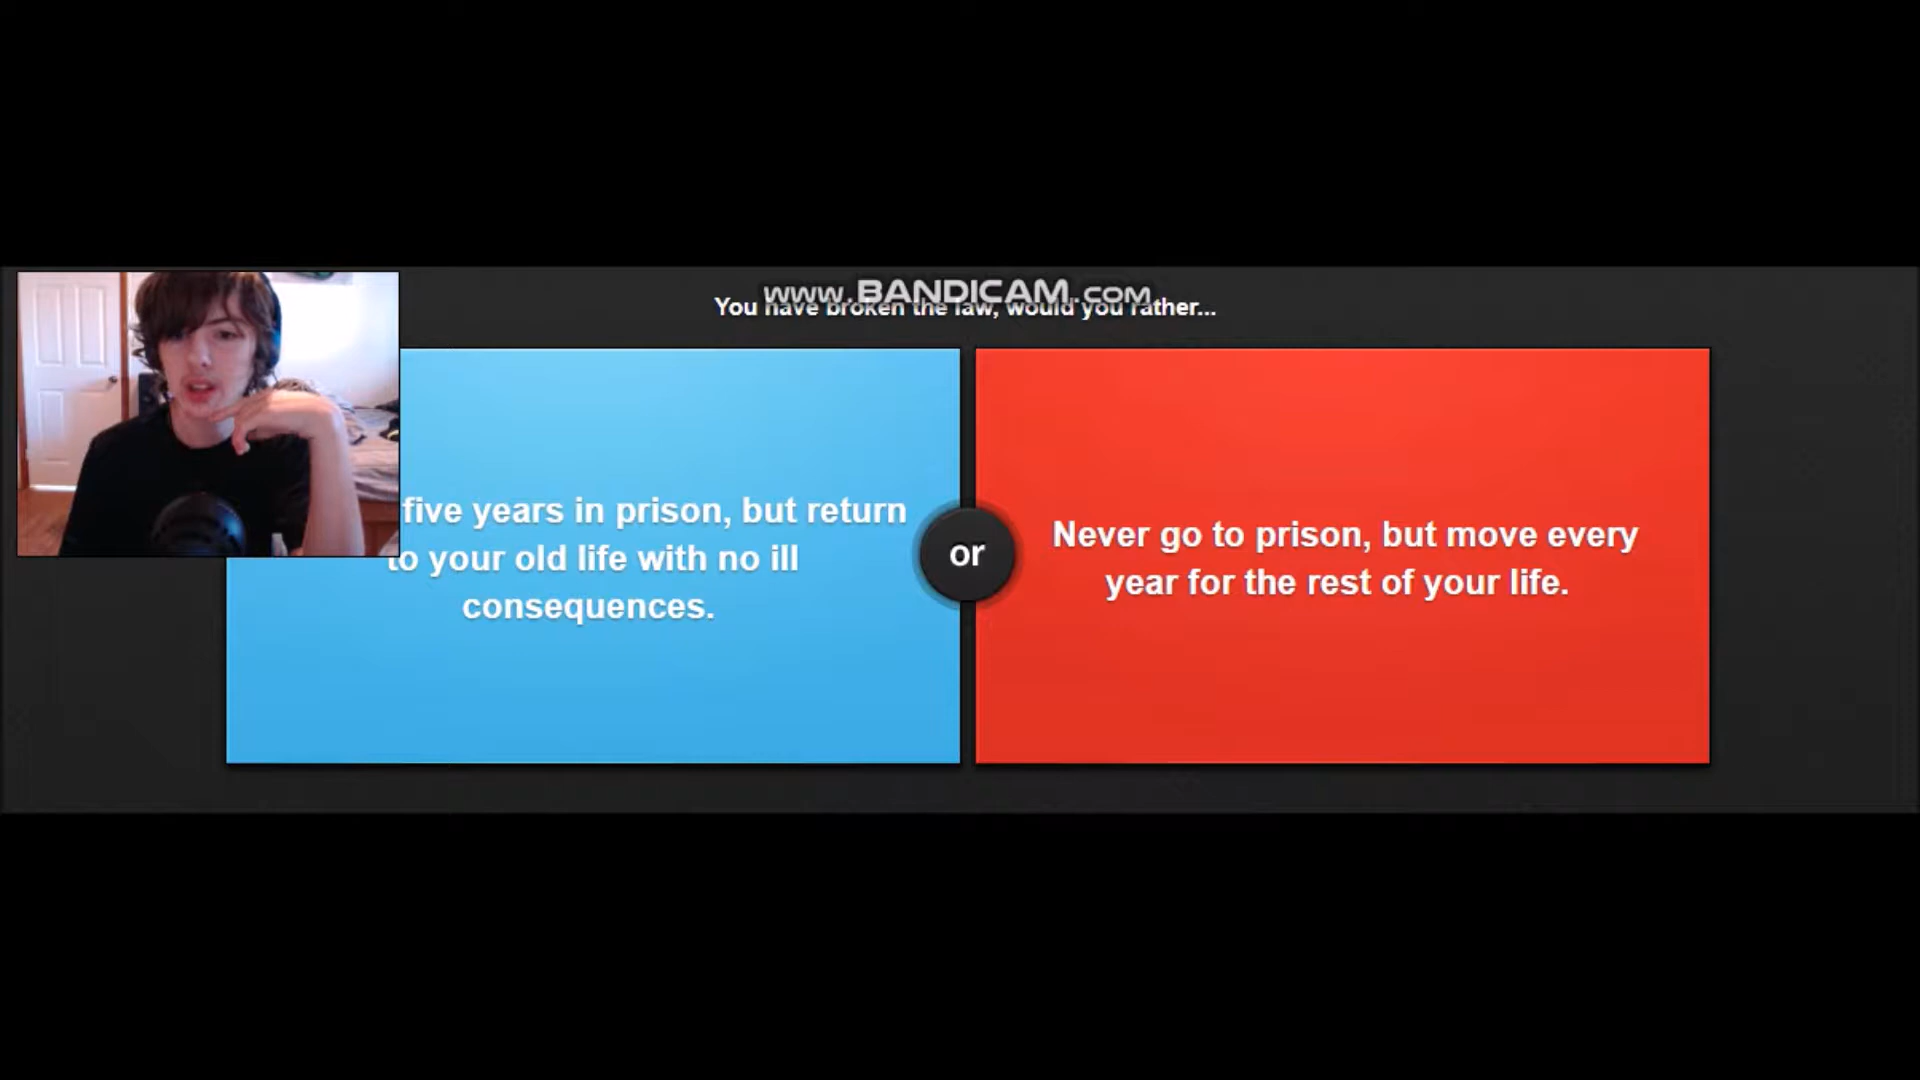 www.BANDICAM.com
You have broken the law, would you rather...
five years in prison, but return
to your old life with no ill
consequences.
or
Never go to prison, but move every
year for the rest of your life.